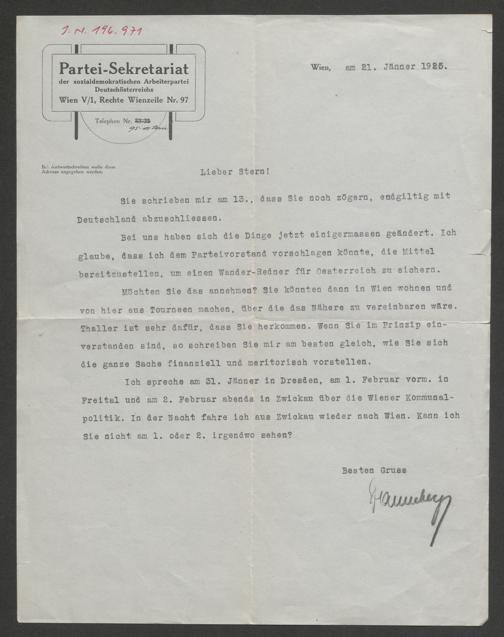 J.N. 196.971
Partei-Sekretariat
der sozialdemokratischen Arbeiterpartei
Deutschösterreichs
Wien V/1, Rechte Wienzeile Nr. 97
Telephon Nr.
Wien, am 21. Jänner 1925.
Bei Antwortschreiben wolle diese
Adresse angegeben werden.
Lieber Stern!
Sie schrieben mir am 13., dass Sie noch zögern, endgiltig mit
Deutschland abzuschliessen.
Bei uns haben sich die Dinge jetzt einigermassen geändert. Ich
glaube, dass ich dem Parteivorstand vorschlagen könnte, die Mittel
bereitzustellen, um einen Wander-Redner für Oesterreich zu sichern.
Möchten Sie das annehmen? Sie könnten dann in Wien wohnen und
von hier aus Tourneen machen, über die das Nähere zu vereinbaren wäre.
Thaller ist sehr dafür, dass Sie herkommen. Wenn Sie im Prinzip ein-
verstanden sind, so schreiben Sie mir am besten gleich, wie Sie sich
die ganze Sache finanziell und meritorisch vorstellen.
Ich spreche am 31. Jänner in Dresden, am 1. Februar vorm. in
Freital und am 2. Februar abends in Zwickau über die Wiener Kommunal-
politik. In der Nacht fahre ich aus Zwickau wieder nach Wien. Kann ich
Sie nicht am 1. oder 2. irgendwo sehen?
Besten Gruss
Danneberg